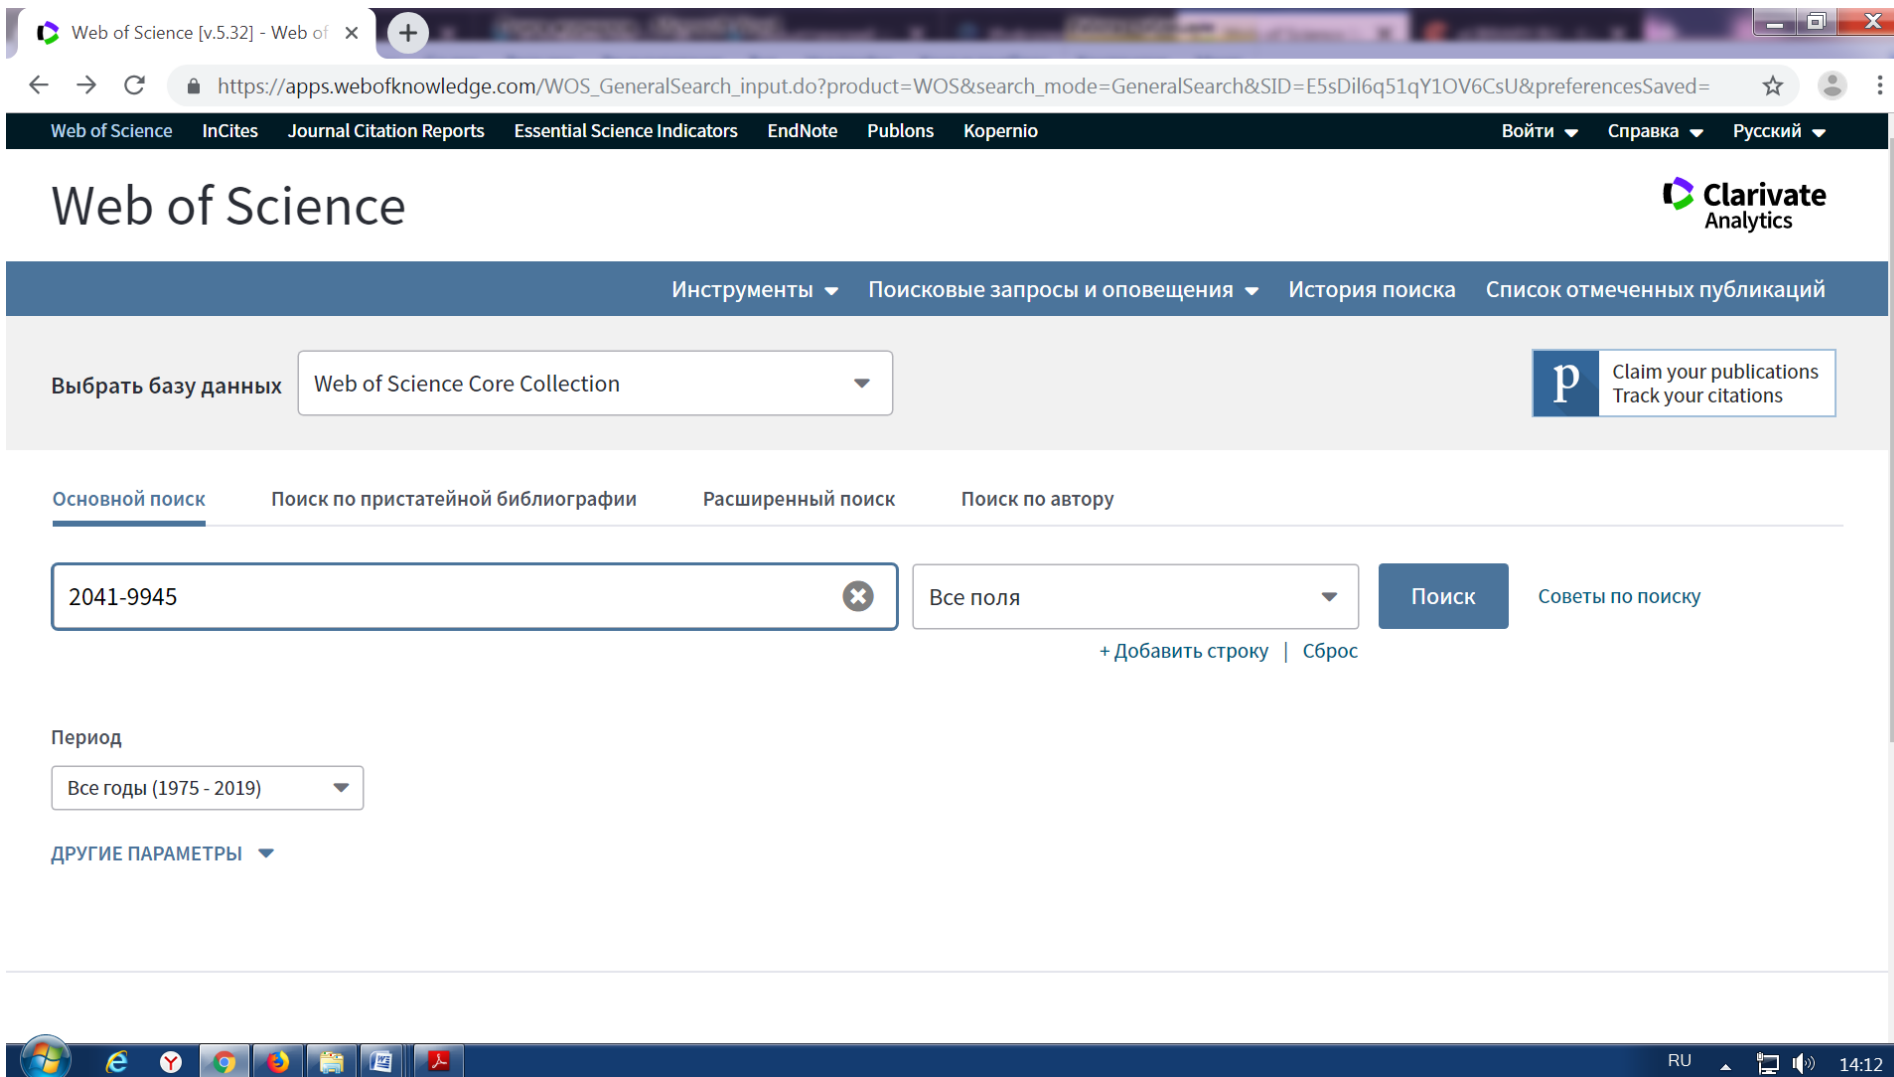 Web of Science [v.5.32] - Web of
https://apps.webofknowledge.com/WOS_GeneralSearch_input.do?product=WOS&search_mode=GeneralSearch&SID=E5sDil6q51qY1OV6CsU&preferencesSaved=
Web of Science InCites Journal Citation Reports Essential Science Indicators EndNote Publons Kopernio Войти Справка Русский
Web of Science
Clarivate
Analytics
Инструменты Поисковые запросы и оповещения История поиска Список отмеченных публикаций
Выбрать базу данных Web of Science Core Collection
p Claim your publications
Track your citations
Основной поиск Поиск по пристатейной библиографии Расширенный поиск Поиск по автору
2041-9945 Все поля Поиск Советы по поиску
+ Добавить строку | Сброс
Период
Все годы (1975 - 2019)
ДРУГИЕ ПАРАМЕТРЫ
RU 14:12